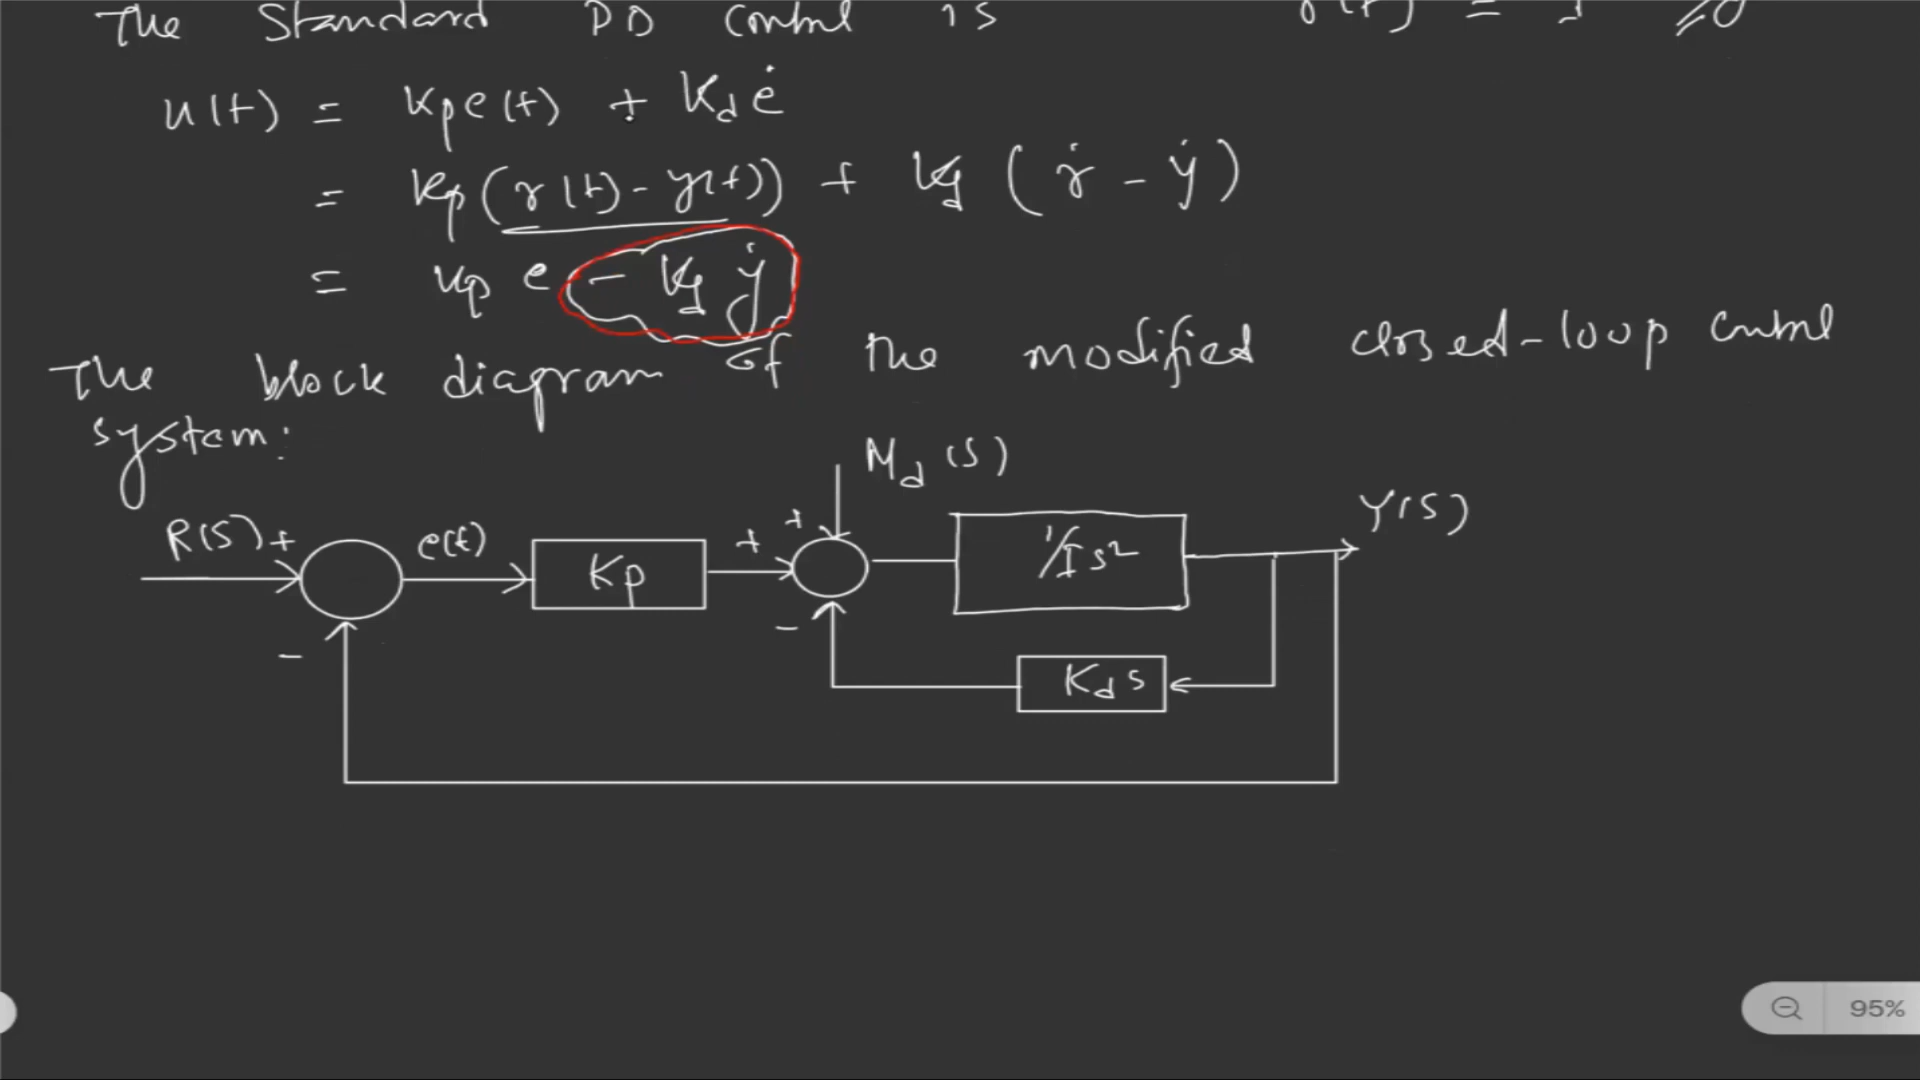 The Standard PD Control is
u(t) = Kp e(t) + Kd ė
= Kp (r(t) - y(t)) + Kd (ṙ - ẏ)
= Kp e - Kd ẏ
The block diagram of the modified closed-loop control
system:
Md (s)
R(s) + e(t) Kp + + 1/Is² Y(s)
- - Kd s
95%